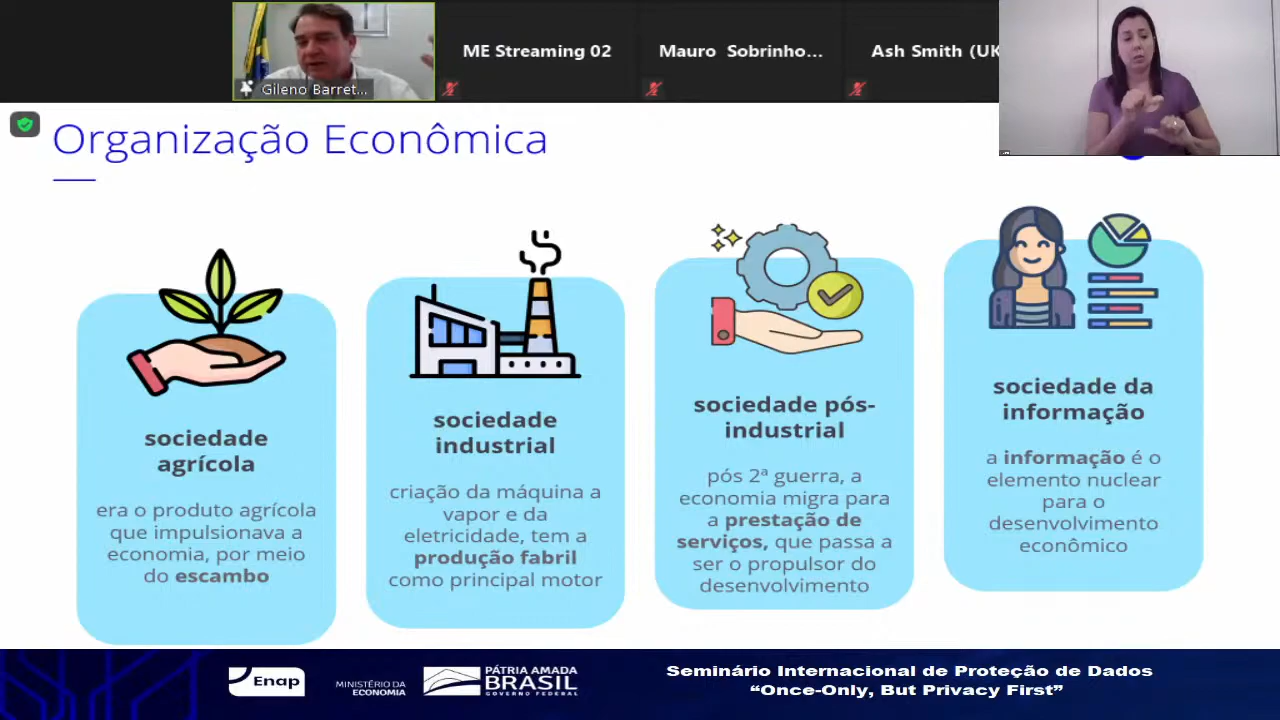 ME Streaming 02
Mauro Sobrinho...
Ash Smith (UK
Gileno Barret...
Organização Econômica
sociedade
agrícola
era o produto agrícola
que impulsionava a
economia, por meio
do escambo
sociedade
industrial
criação da máquina a
vapor e da
eletricidade, tem a
produção fabril
como principal motor
sociedade pós-
industrial
pós 2ª guerra, a
economia migra para
a prestação de
serviços, que passa a
ser o propulsor do
desenvolvimento
sociedade da
informação
a informação é o
elemento nuclear
para o
desenvolvimento
econômico
Enap
MINISTÉRIO DA
ECONOMIA
PÁTRIA AMADA
BRASIL
GOVERNO FEDERAL
Seminário Internacional de Proteção de Dados
“Once-Only, But Privacy First”